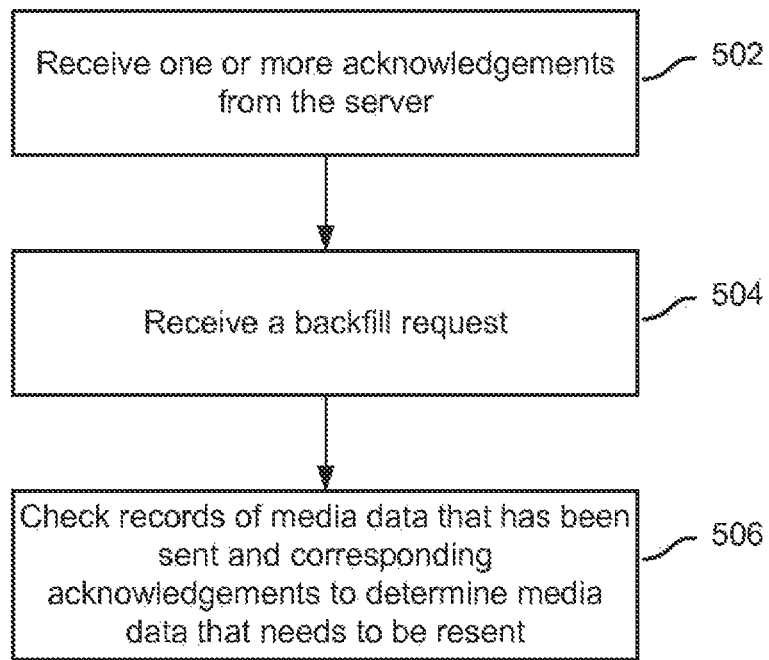 Receive one or more acknowledgements
from the server
502
Receive a backfill request
504
Check records of media data that has been
sent and corresponding
acknowledgements to determine media
data that needs to be resent
506